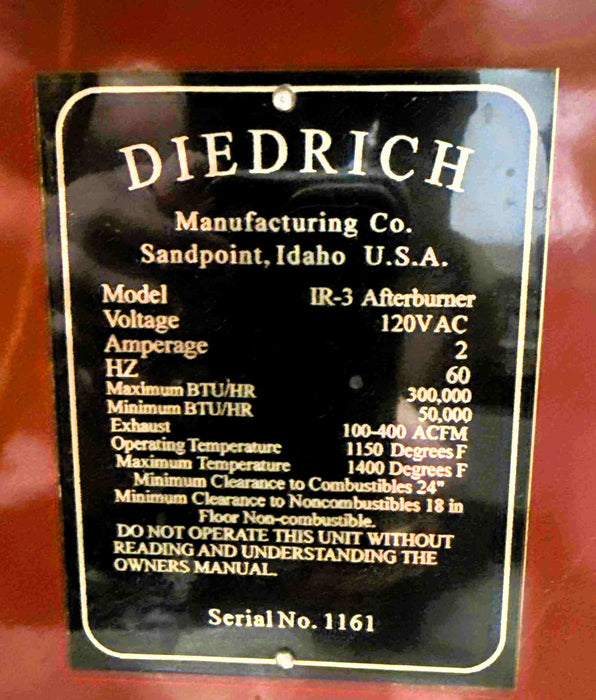 DIEDRICH
Manufacturing Co.
Sandpoint, Idaho U.S.A.
Model IR-3 Afterburner
Voltage 120VAC
Amperage 2
HZ 60
Maximum BTU/HR 300,000
Minimum BTU/HR 50,000
Exhaust 100-400 ACFM
Operating Temperature 1150 Degrees F
Maximum Temperature 1400 Degrees F
Minimum Clearance to Combustibles 24"
Minimum Clearance to Noncombustibles 18 in
Floor Non-combustible.
DO NOT OPERATE THIS UNIT WITHOUT
READING AND UNDERSTANDING THE
OWNERS MANUAL.
Serial No. 1161